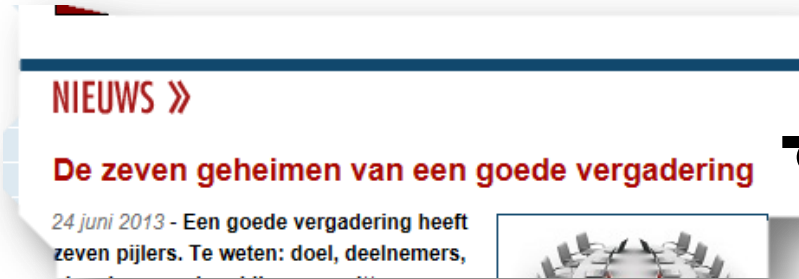 NIEUWS »
De zeven geheimen van een goede vergadering
24 juni 2013 - Een goede vergadering heeft
zeven pijlers. Te weten: doel, deelnemers,